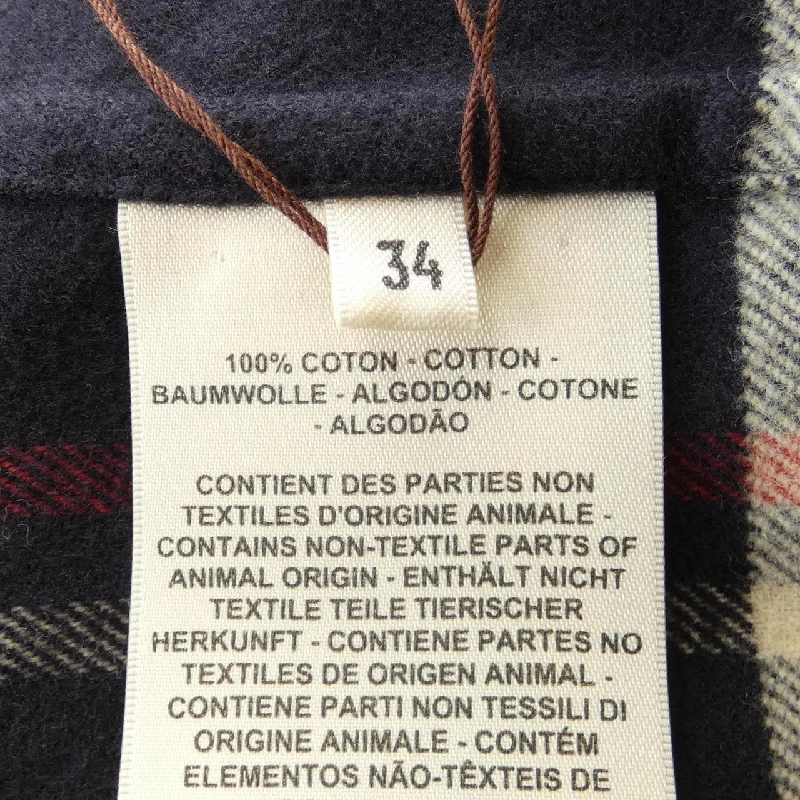 34
100% COTON - COTTON -
BAUMWOLLE - ALGODÓN - COTONE
- ALGODÃO
CONTIENT DES PARTIES NON
TEXTILES D'ORIGINE ANIMALE -
CONTAINS NON-TEXTILE PARTS OF
ANIMAL ORIGIN - ENTHÄLT NICHT
TEXTILE TEILE TIERISCHER
HERKUNFT - CONTIENE PARTES NO
TEXTILES DE ORIGEN ANIMAL -
CONTIENE PARTI NON TESSILI DI
ORIGINE ANIMALE - CONTÉM
ELEMENTOS NÃO-TÊXTEIS DE